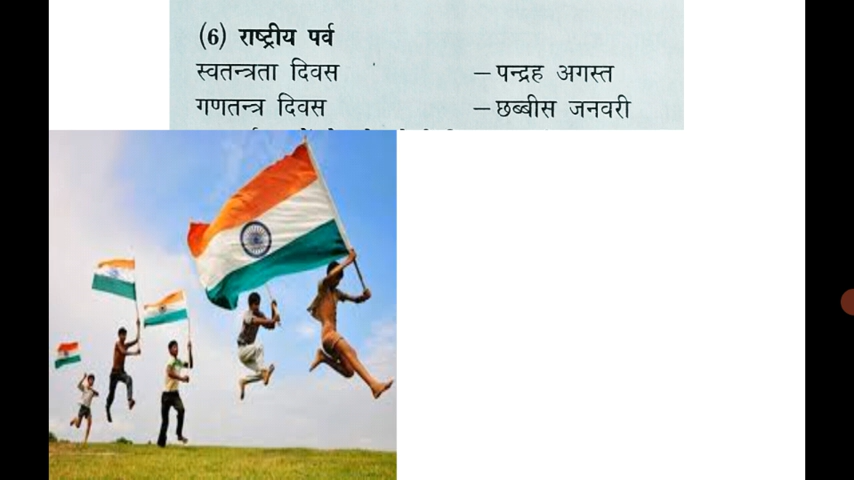 (6) राष्ट्रीय पर्व
स्वतन्त्रता दिवस – पन्द्रह अगस्त
गणतन्त्र दिवस – छब्बीस जनवरी